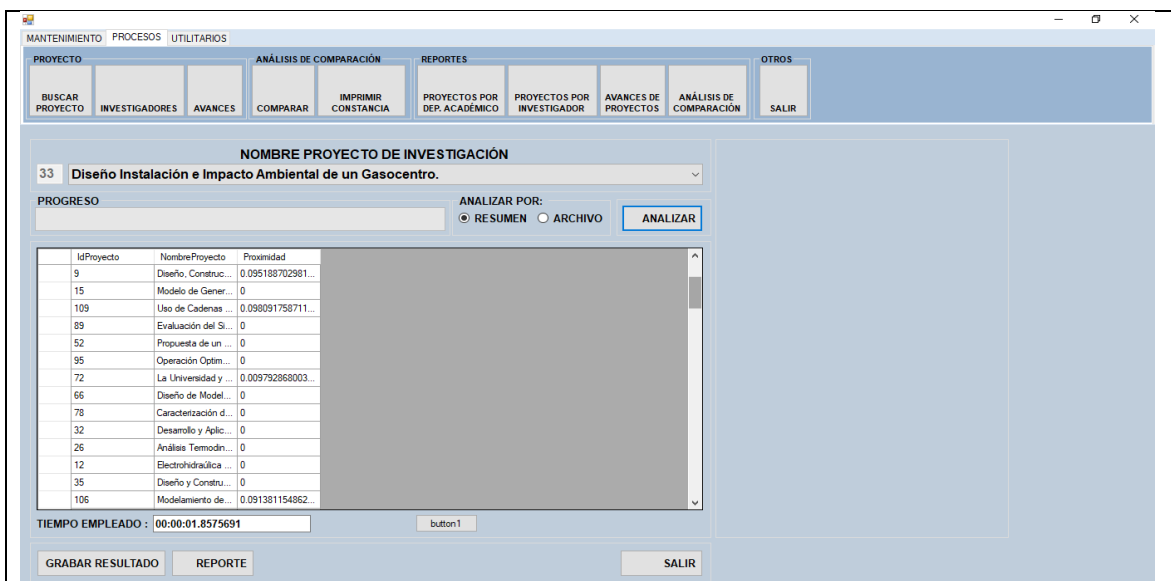 MANTENIMIENTO PROCESOS UTILITARIOS
PROYECTO
BUSCAR
PROYECTO
INVESTIGADORES
AVANCES
ANÁLISIS DE COMPARACIÓN
COMPARAR
IMPRIMIR
CONSTANCIA
REPORTES
PROYECTOS POR
DEP. ACADÉMICO
PROYECTOS POR
INVESTIGADOR
AVANCES DE
PROYECTOS
ANÁLISIS DE
COMPARACIÓN
OTROS
SALIR
NOMBRE PROYECTO DE INVESTIGACIÓN
33 Diseño Instalación e Impacto Ambiental de un Gasocentro.
PROGRESO
ANALIZAR POR:
RESUMEN ARCHIVO
ANALIZAR
IdProyecto NombreProyecto Proximidad
9 Diseño, Construc... 0.095188702981...
15 Modelo de Gener... 0
109 Uso de Cadenas ... 0.098091758711...
89 Evaluación del Si... 0
52 Propuesta de un ... 0
95 Operación Optim... 0
72 La Universidad y ... 0.009792868003...
66 Diseño de Model... 0
78 Caracterización d... 0
32 Desarrollo y Aplic... 0
26 Análisis Termodin... 0
12 Electrohidraúlica ... 0
35 Diseño y Constru... 0
106 Modelamiento de... 0.091381154862...
TIEMPO EMPLEADO : 00:00:01.8575691
button1
GRABAR RESULTADO REPORTE SALIR